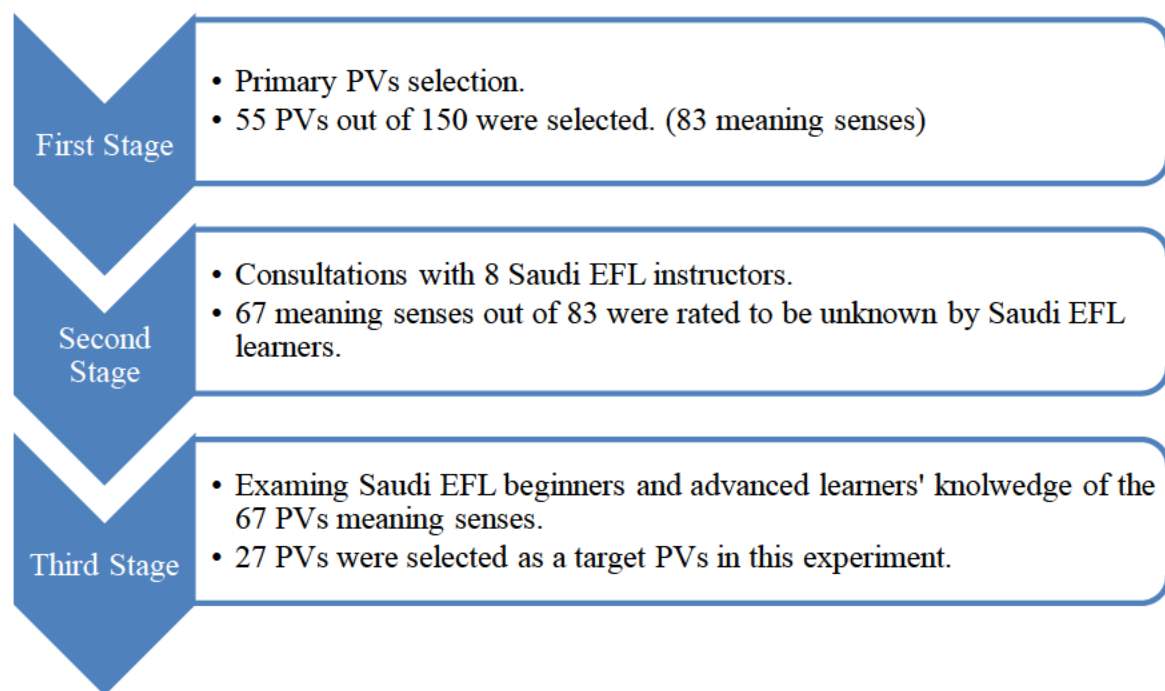 First Stage
• Primary PVs selection.
• 55 PVs out of 150 were selected. (83 meaning senses)
Second
Stage
• Consultations with 8 Saudi EFL instructors.
• 67 meaning senses out of 83 were rated to be unknown by Saudi EFL
learners.
Third Stage
• Examing Saudi EFL beginners and advanced learners' knolwedge of the
67 PVs meaning senses.
• 27 PVs were selected as a target PVs in this experiment.